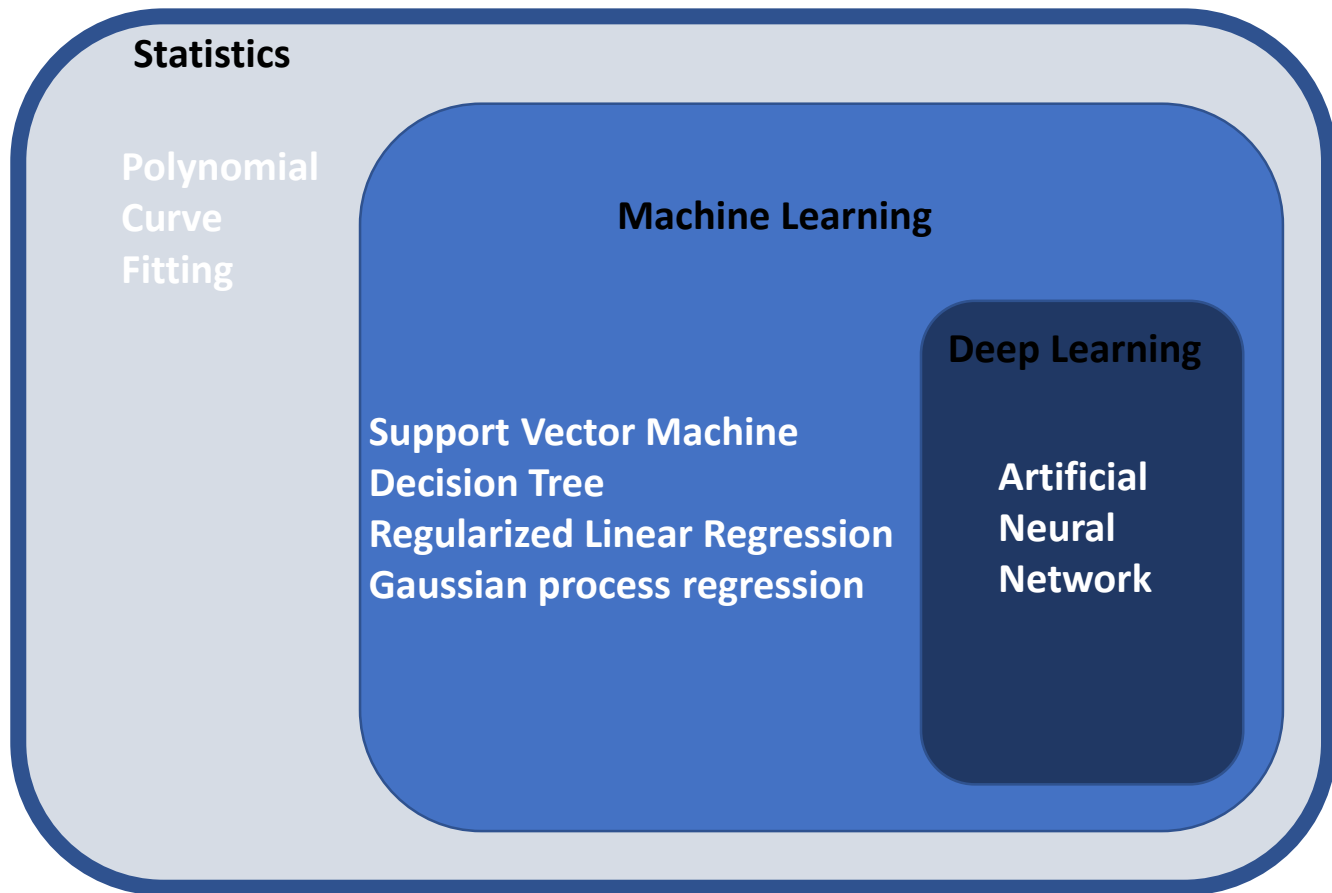 Statistics
Polynomial
Curve
Fitting
Machine Learning
Deep Learning
Support Vector Machine
Decision Tree
Regularized Linear Regression
Gaussian process regression
Artificial
Neural
Network